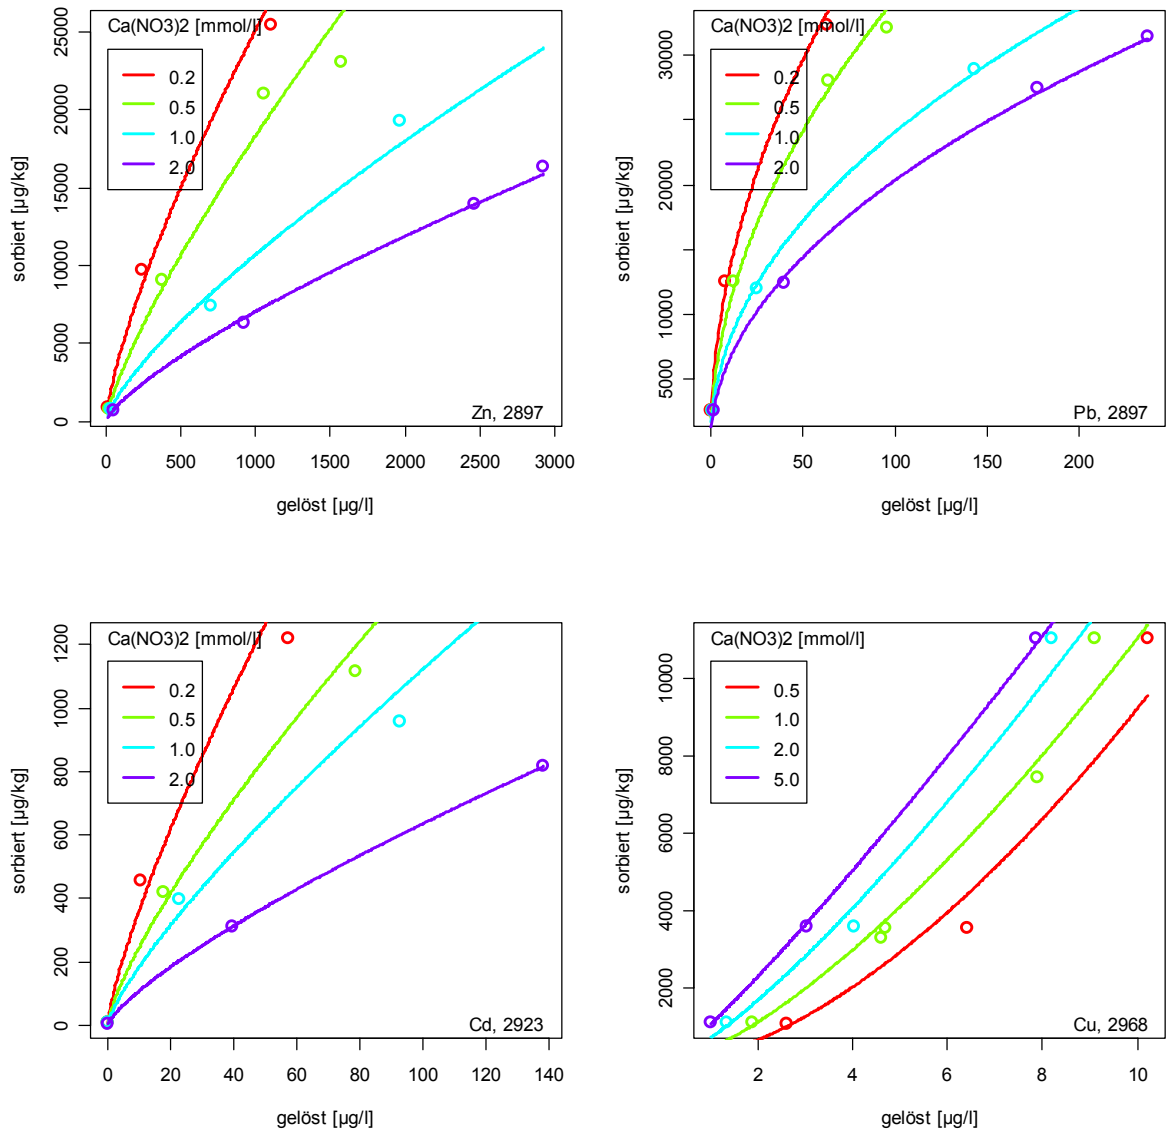 Ca(NO3)2 [mmol/l]
0.2
0.5
1.0
2.0
sorbiert [µg/kg]
0
5000
10000
15000
20000
25000
Zn, 2897
0 500 1000 1500 2000 2500 3000
gelöst [µg/l]
Ca(NO3)2 [mmol/l]
0.2
0.5
1.0
2.0
sorbiert [µg/kg]
5000
10000
20000
30000
Pb, 2897
0 50 100 150 200
gelöst [µg/l]
Ca(NO3)2 [mmol/l]
0.2
0.5
1.0
2.0
sorbiert [µg/kg]
0
200
400
600
800
1000
1200
Cd, 2923
0 20 40 60 80 100 120 140
gelöst [µg/l]
Ca(NO3)2 [mmol/l]
0.5
1.0
2.0
5.0
sorbiert [µg/kg]
2000
4000
6000
8000
10000
Cu, 2968
2 4 6 8 10
gelöst [µg/l]